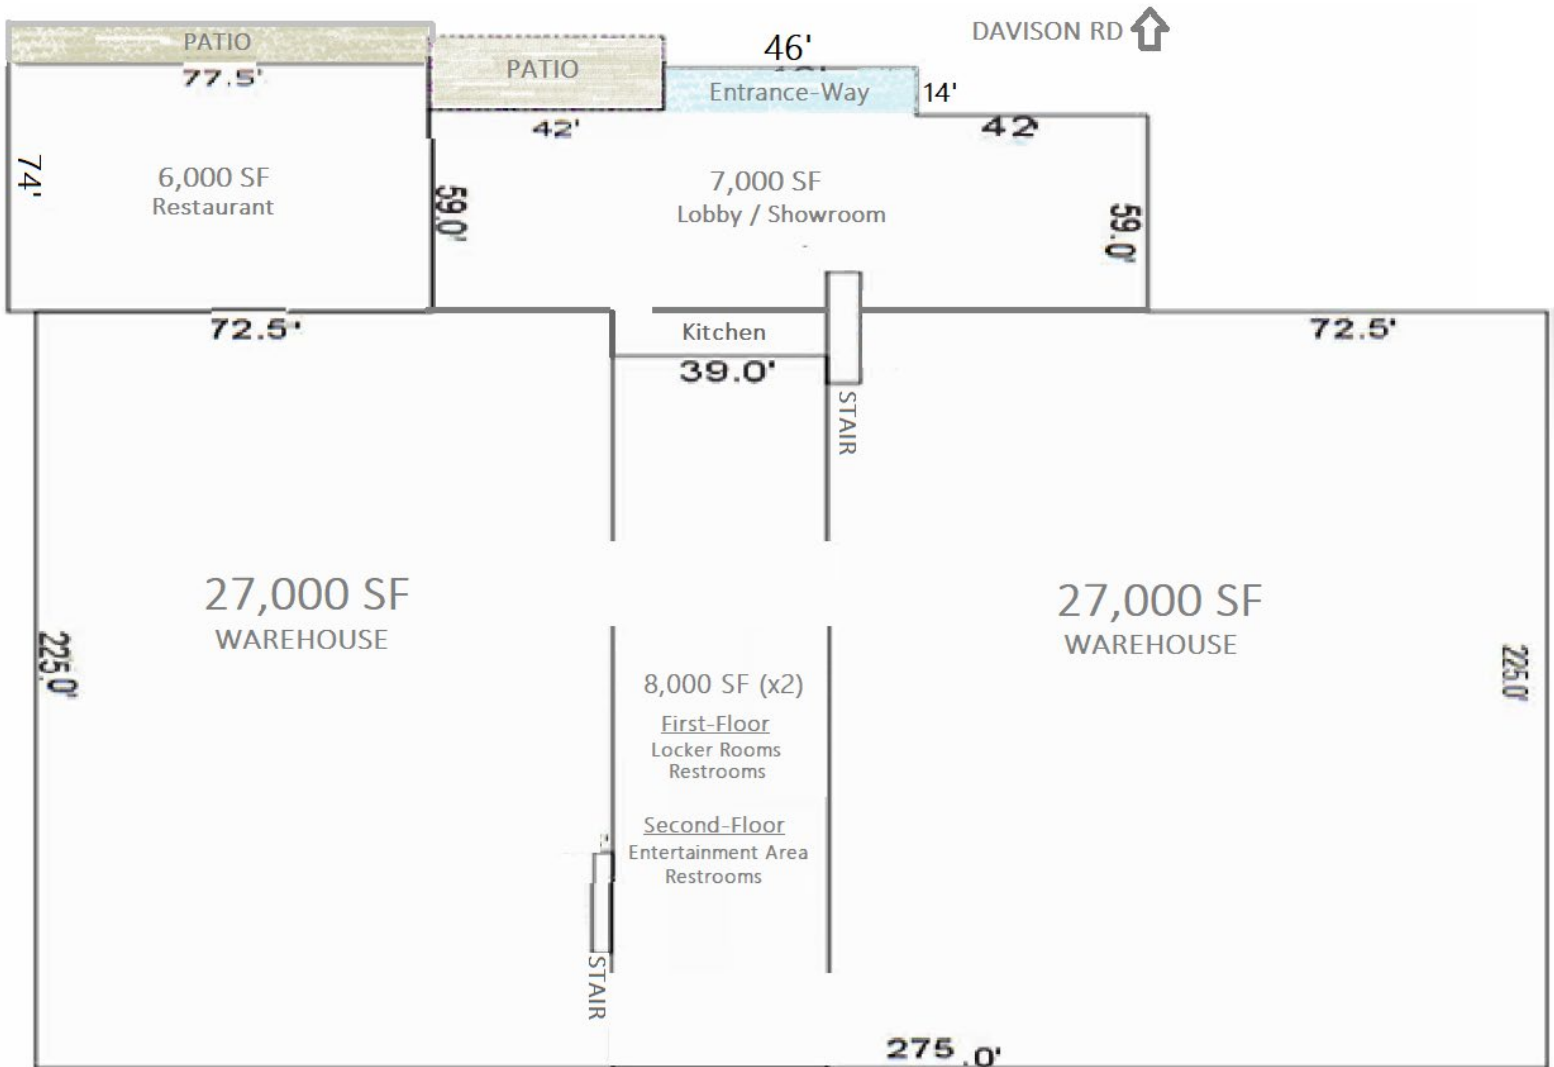 DAVISON RD
PATIO
77.5'
PATIO
46'
Entrance-Way
14'
42'
42'
74'
6,000 SF
Restaurant
59.0'
7,000 SF
Lobby / Showroom
59.0'
72.5'
Kitchen
39.0'
72.5'
STAIR
27,000 SF
WAREHOUSE
27,000 SF
WAREHOUSE
225.0'
225.0'
8,000 SF (x2)
First-Floor
Locker Rooms
Restrooms
Second-Floor
Entertainment Area
Restrooms
STAIR
275.0'